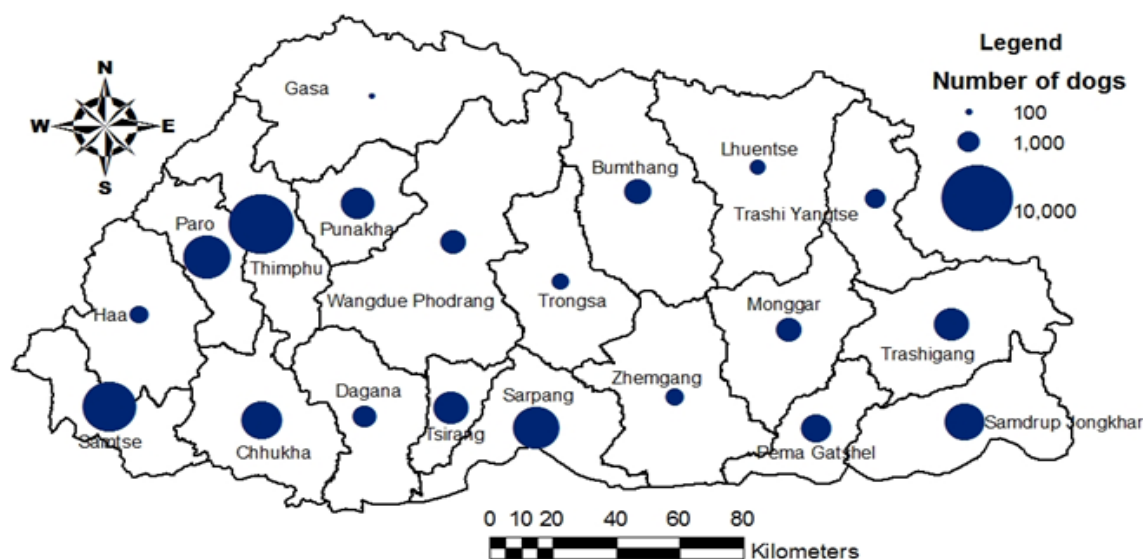 Legend
Number of dogs
100
1,000
10,000
N
W E
S
Gasa
Lhuentse
Bumthang
Trashi Yangtse
Paro
Punakha
Thimphu
Wangdue Phodrang
Trongsa
Monggar
Haa
Trashigang
Zhemgang
Dagana
Sarpang
Samtse
Chhukha
Tsirang
Samdrup Jongkhar
Pema Gatshel
0 10 20 40 60 80
Kilometers